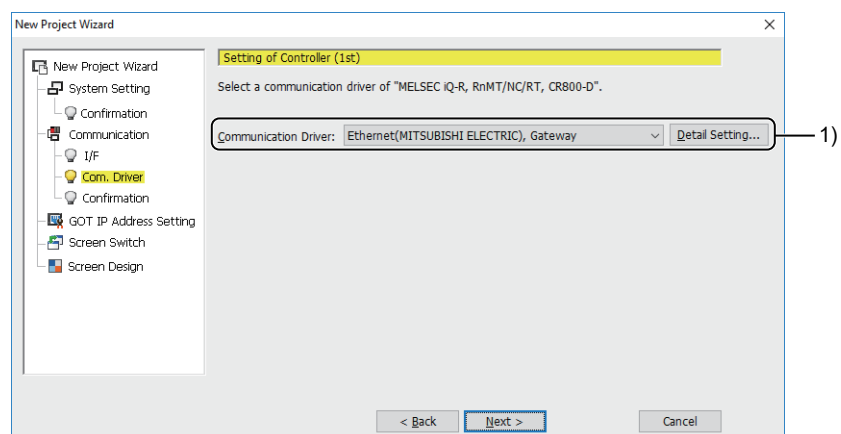 New Project Wizard
New Project Wizard
System Setting
Confirmation
Communication
I/F
Com. Driver
Confirmation
GOT IP Address Setting
Screen Switch
Screen Design
Setting of Controller (1st)
Select a communication driver of "MELSEC iQ-R, RnMT/NC/RT, CR800-D".
Communication Driver: Ethernet(MITSUBISHI ELECTRIC), Gateway Detail Setting... 1)
< Back Next > Cancel